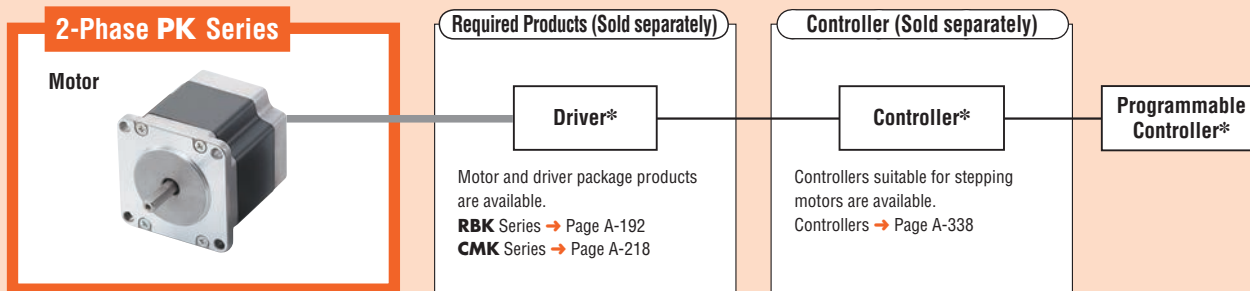 2-Phase PK Series
Motor
Required Products (Sold separately)
Driver*
Motor and driver package products
are available.
RBK Series ➜ Page A-192
CMK Series ➜ Page A-218
Controller (Sold separately)
Controller*
Controllers suitable for stepping
motors are available.
Controllers ➜ Page A-338
Programmable
Controller*